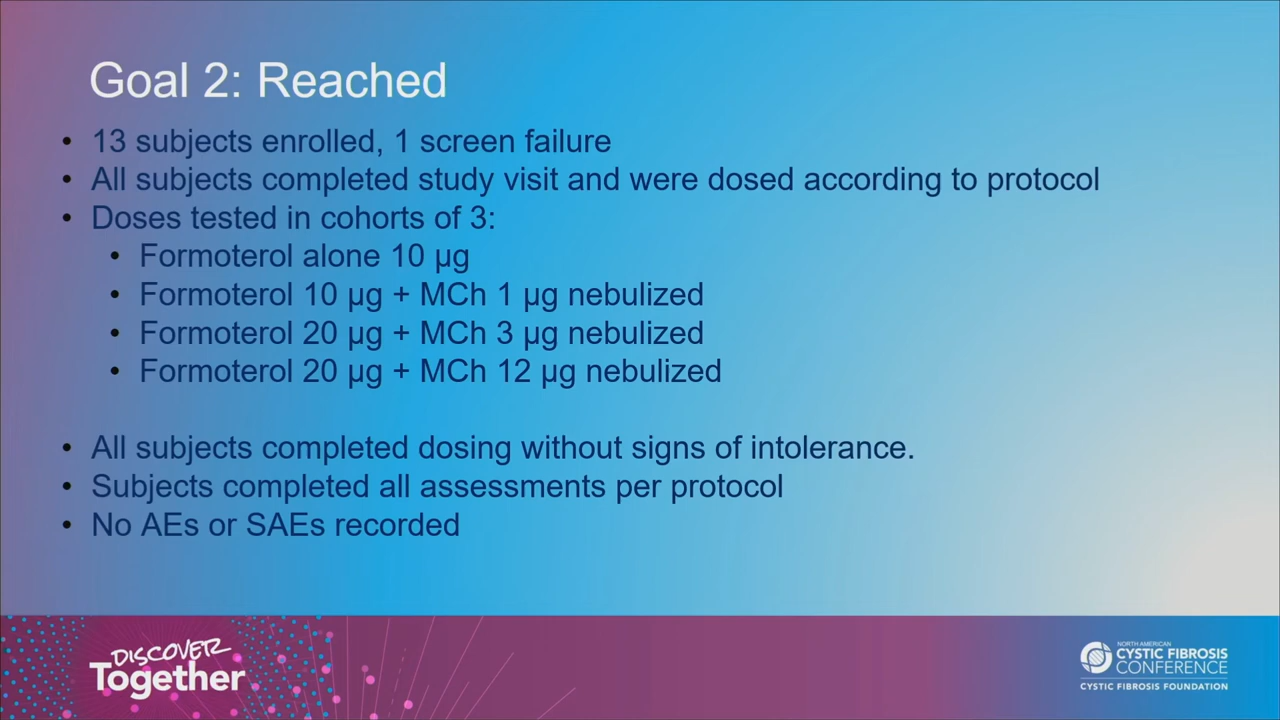 Goal 2: Reached
• 13 subjects enrolled, 1 screen failure
• All subjects completed study visit and were dosed according to protocol
• Doses tested in cohorts of 3:
• Formoterol alone 10 µg
• Formoterol 10 µg + MCh 1 µg nebulized
• Formoterol 20 µg + MCh 3 µg nebulized
• Formoterol 20 µg + MCh 12 µg nebulized
• All subjects completed dosing without signs of intolerance.
• Subjects completed all assessments per protocol
• No AEs or SAEs recorded
DISCOVER
Together
NORTH AMERICAN
CYSTIC FIBROSIS
CONFERENCE
CYSTIC FIBROSIS FOUNDATION